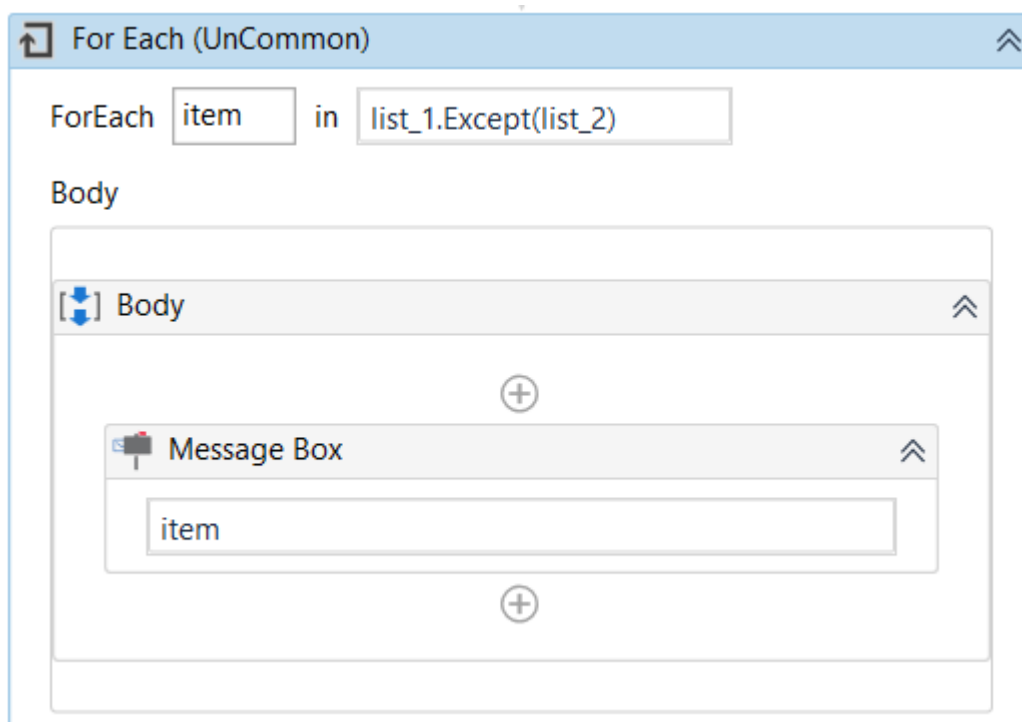 For Each (UnCommon)
ForEach item in list_1.Except(list_2)
Body
Body
Message Box
item